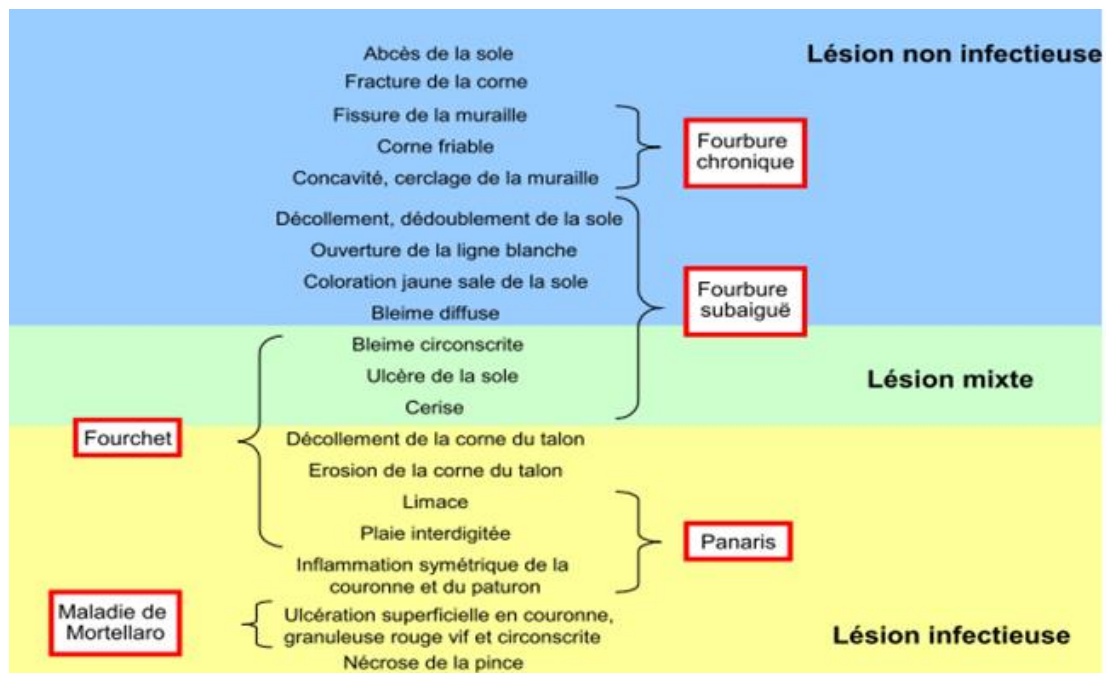 Abcès de la sole
Lésion non infectieuse
Fracture de la corne
Fissure de la muraille
Corne friable
Concavité, cerclage de la muraille
Fourbure
chronique
Décollement, dédoublement de la sole
Ouverture de la ligne blanche
Coloration jaune sale de la sole
Bleime diffuse
Fourbure
subaiguë
Bleime circonscrite
Ulcère de la sole
Cerise
Lésion mixte
Fourchet
Décollement de la corne du talon
Erosion de la corne du talon
Limace
Plaie interdigitée
Inflammation symétrique de la
couronne et du paturon
Panaris
Maladie de
Mortellaro
Ulcération superficielle en couronne,
granuleuse rouge vif et circonscrite
Nécrose de la pince
Lésion infectieuse